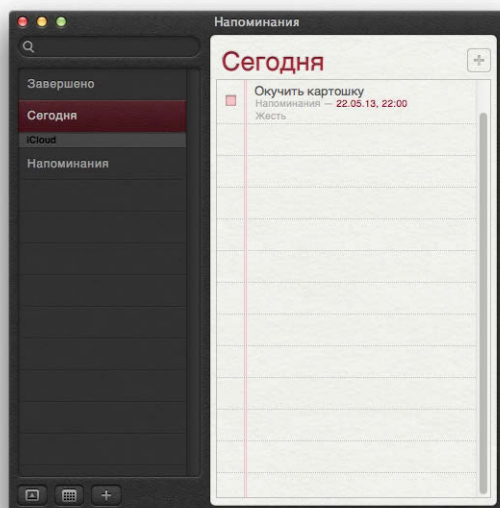 Напоминания
Завершено
Сегодня
iCloud
Напоминания
Сегодня
Окучить картошку
Напоминания — 22.05.13, 22:00
Жесть